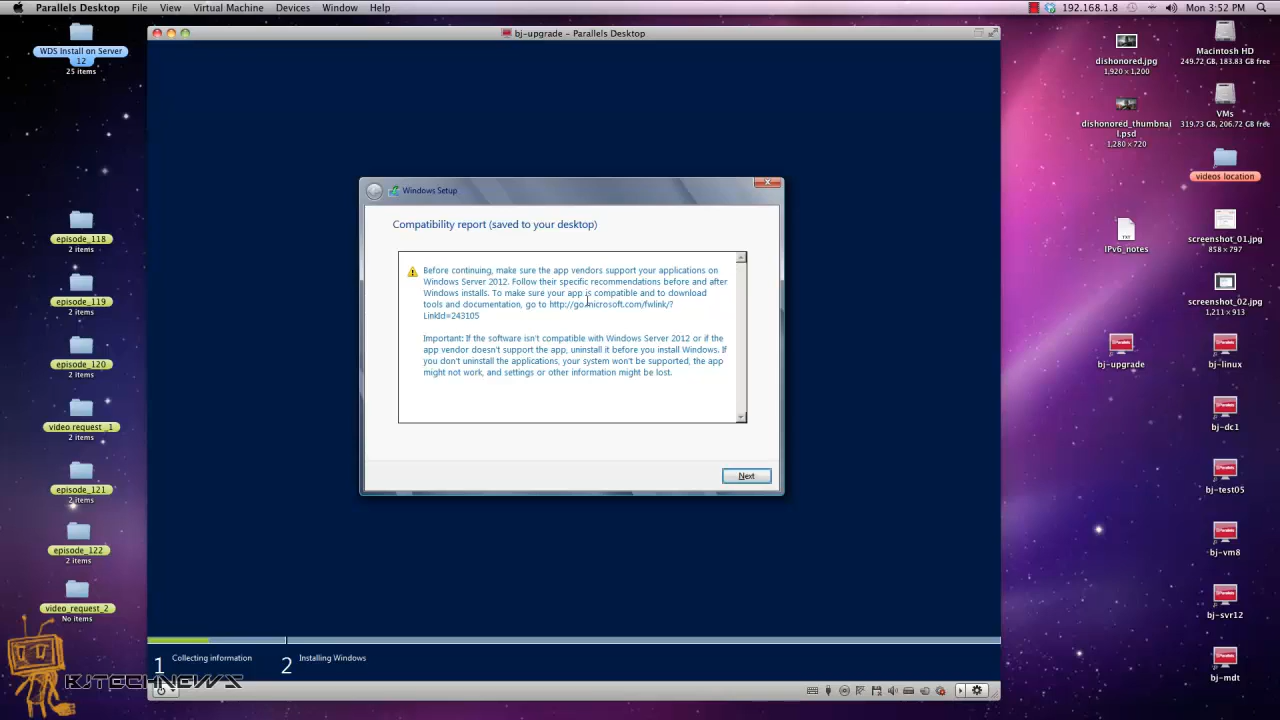 Parallels Desktop File View Virtual Machine Devices Window Help
192.168.1.8 Mon 3:52 PM
bj-upgrade - Parallels Desktop
WDS Install on Server
12
25 items
episode_118
2 items
episode_119
2 items
episode_120
2 items
video request _1
2 items
episode_121
2 items
episode_122
2 items
video_request_2
No items
Windows Setup
Compatibility report (saved to your desktop)
Before continuing, make sure the app vendors support your applications on
Windows Server 2012. Follow their specific recommendations before and after
Windows installs. To make sure your app is compatible and to download
tools and documentation, go to http://go.microsoft.com/fwlink/?
LinkId=243105
Important: If the software isn't compatible with Windows Server 2012 or if the
app vendor doesn't support the app, uninstall it before you install Windows. If
you don't uninstall the applications, your system won't be supported, the app
might not work, and settings or other information might be lost.
Next
1 Collecting information
2 Installing Windows
BJTECHNEWS
dishonored.jpg
1,920 × 1,200
dishonored_thumbnai
l.psd
1,280 × 720
IPv6_notes
bj-upgrade
Macintosh HD
249.72 GB, 183.83 GB free
VMs
319.73 GB, 206.72 GB free
videos location
screenshot_01.jpg
858 × 797
screenshot_02.jpg
1,211 × 913
bj-linux
bj-dc1
bj-test05
bj-vm8
bj-svr12
bj-mdt